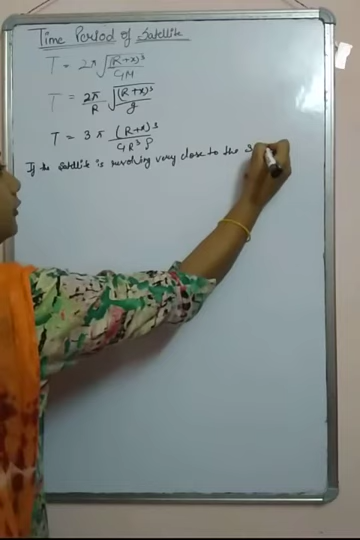 Time Period of Satellite
T = 2π √(R+x)³/GM
T = 2π/R √(R+x)³/g
T = 3π (R+x)³/GR³ρ
If the satellite is revolving very close to the